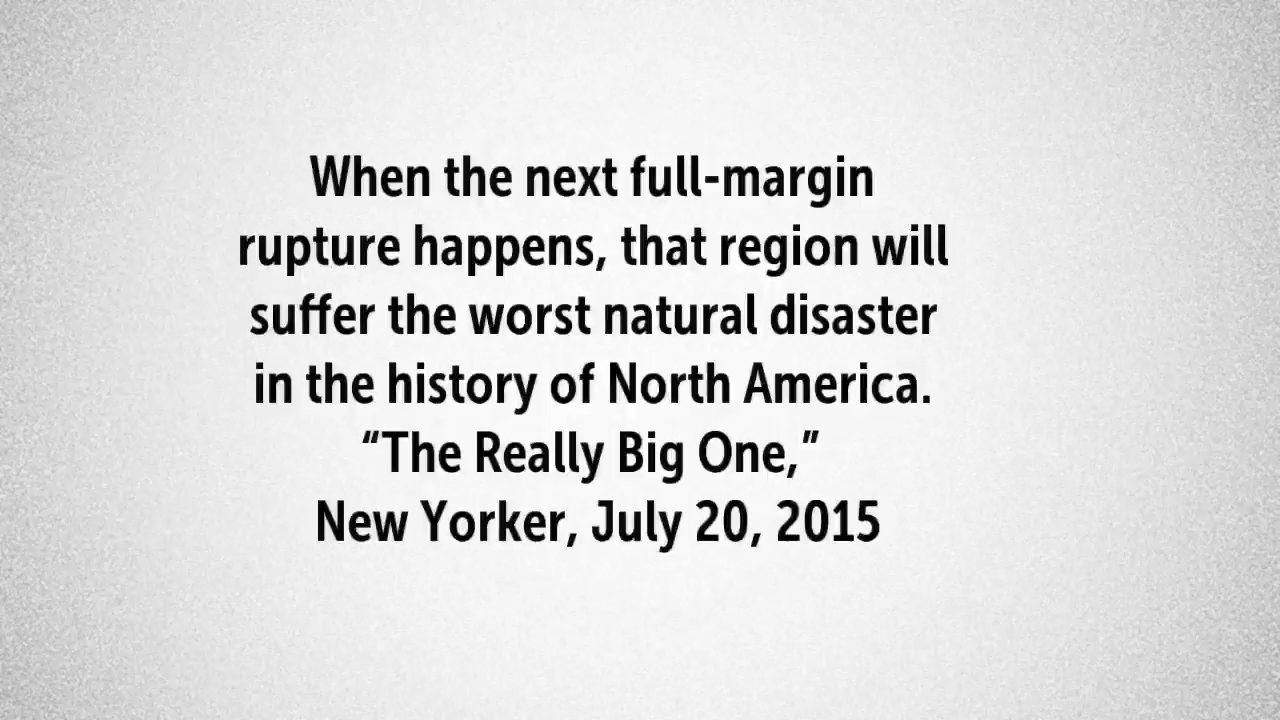 When the next full-margin
rupture happens, that region will
suffer the worst natural disaster
in the history of North America.
“The Really Big One,”
New Yorker, July 20, 2015